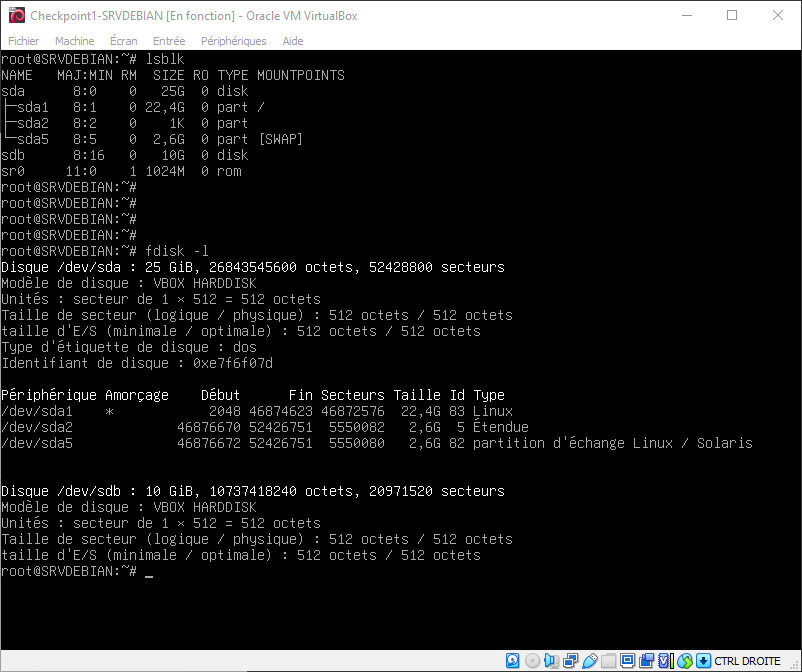 Checkpoint1-SRVDEBIAN [En fonction] - Oracle VM VirtualBox
Fichier Machine Écran Entrée Périphériques Aide
root@SRVDEBIAN:~# lsblk
NAME   MAJ:MIN RM  SIZE RO TYPE MOUNTPOINTS
sda      8:0    0   25G  0 disk
├─sda1   8:1    0 22,4G  0 part /
├─sda2   8:2    0    1K  0 part
└─sda5   8:5    0  2,6G  0 part [SWAP]
sdb      8:16   0   10G  0 disk
sr0     11:0    1 1024M  0 rom
root@SRVDEBIAN:~#
root@SRVDEBIAN:~#
root@SRVDEBIAN:~#
root@SRVDEBIAN:~#
root@SRVDEBIAN:~# fdisk -l
Disque /dev/sda : 25 GiB, 26843545600 octets, 52428800 secteurs
Modèle de disque : VBOX HARDDISK
Unités : secteur de 1 × 512 = 512 octets
Taille de secteur (logique / physique) : 512 octets / 512 octets
taille d'E/S (minimale / optimale) : 512 octets / 512 octets
Type d'étiquette de disque : dos
Identifiant de disque : 0xe7f6f07d
Périphérique Amorçage    Début      Fin Secteurs Taille Id Type
/dev/sda1    *            2048 46874623 46872576  22,4G 83 Linux
/dev/sda2             46876670 52426751  5550082   2,6G  5 Étendue
/dev/sda5             46876672 52426751  5550080   2,6G 82 partition d'échange Linux / Solaris
Disque /dev/sdb : 10 GiB, 10737418240 octets, 20971520 secteurs
Modèle de disque : VBOX HARDDISK
Unités : secteur de 1 × 512 = 512 octets
Taille de secteur (logique / physique) : 512 octets / 512 octets
taille d'E/S (minimale / optimale) : 512 octets / 512 octets
root@SRVDEBIAN:~# _
CTRL DROITE